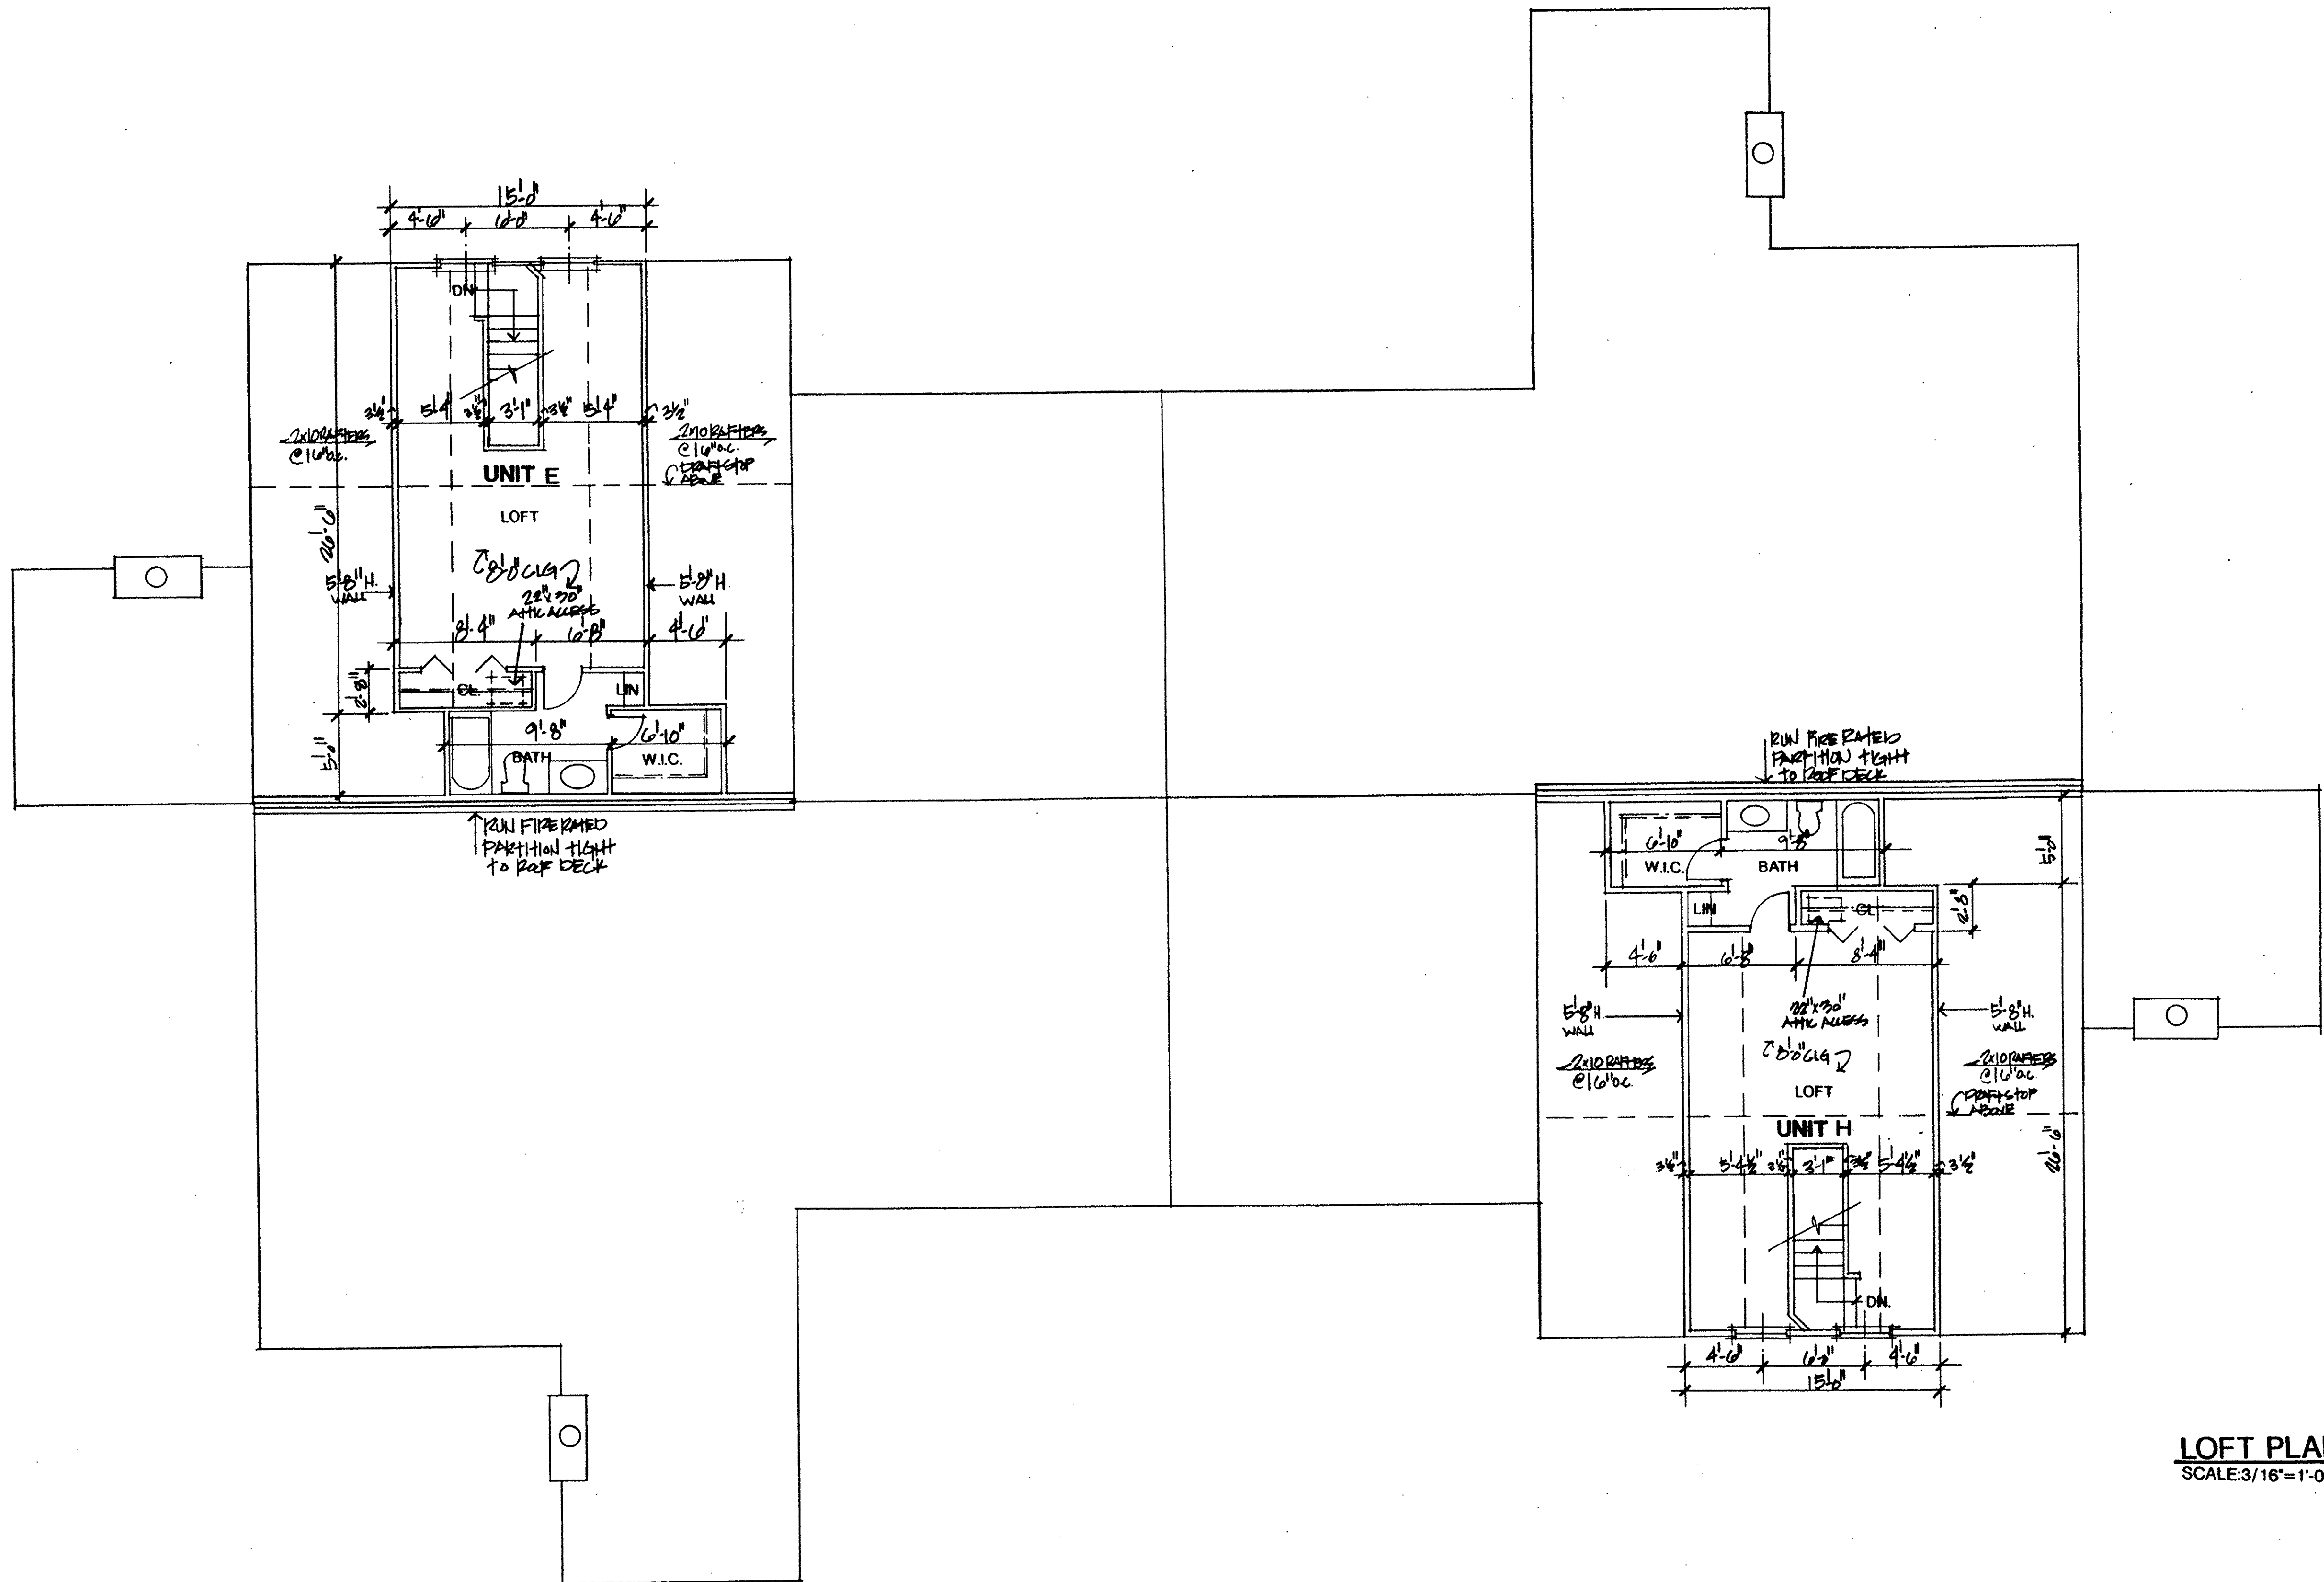 15'-0"
4'-6" 6'-0" 4'-6"
DN.
3½" 5'-4" 3½" 3'-1" 3½" 5'-4" 3½"
2x10 RAFTERS
@ 16" o.c.
2x10 RAFTERS
@ 16" o.c.
DRAFTSTOP
ABOVE
UNIT E
LOFT
26'-6"
8'-0" CLG
5'-8" H.
WALL
5'-8" H.
WALL
22"x30"
ATTIC ACCESS
8'-4" 6'-8" 4'-6"
2'-8"
CL.
LIN
9'-8" 6'-10"
5'-0"
BATH
W.I.C.
RUN FIRE RATED
PARTITION TIGHT
TO ROOF DECK
RUN FIRE RATED
PARTITION TIGHT
TO ROOF DECK
6'-10" 9'-8"
5'-0"
W.I.C.
BATH
LIN
CL.
2'-8"
4'-6" 6'-8" 8'-4"
5'-8" H.
WALL
22"x30"
ATTIC ACCESS
5'-8" H.
WALL
8'-0" CLG
2x10 RAFTERS
@ 16" o.c.
2x10 RAFTERS
@ 16" o.c.
DRAFTSTOP
ABOVE
LOFT
UNIT H
26'-6"
3½" 5'-4½" 3½" 3'-1" 3½" 5'-4½" 3½"
DN.
4'-6" 6'-0" 4'-6"
15'-0"
LOFT PLA
SCALE:3/16"=1'-0